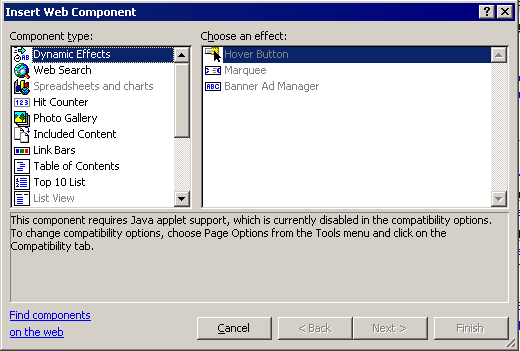 Insert Web Component
Component type:
Choose an effect:
Dynamic Effects
Web Search
Spreadsheets and charts
Hit Counter
Photo Gallery
Included Content
Link Bars
Table of Contents
Top 10 List
List View
Hover Button
Marquee
Banner Ad Manager
This component requires Java applet support, which is currently disabled in the compatibility options.
To change compatibility options, choose Page Options from the Tools menu and click on the
Compatibility tab.
Find components
on the web
Cancel
< Back
Next >
Finish